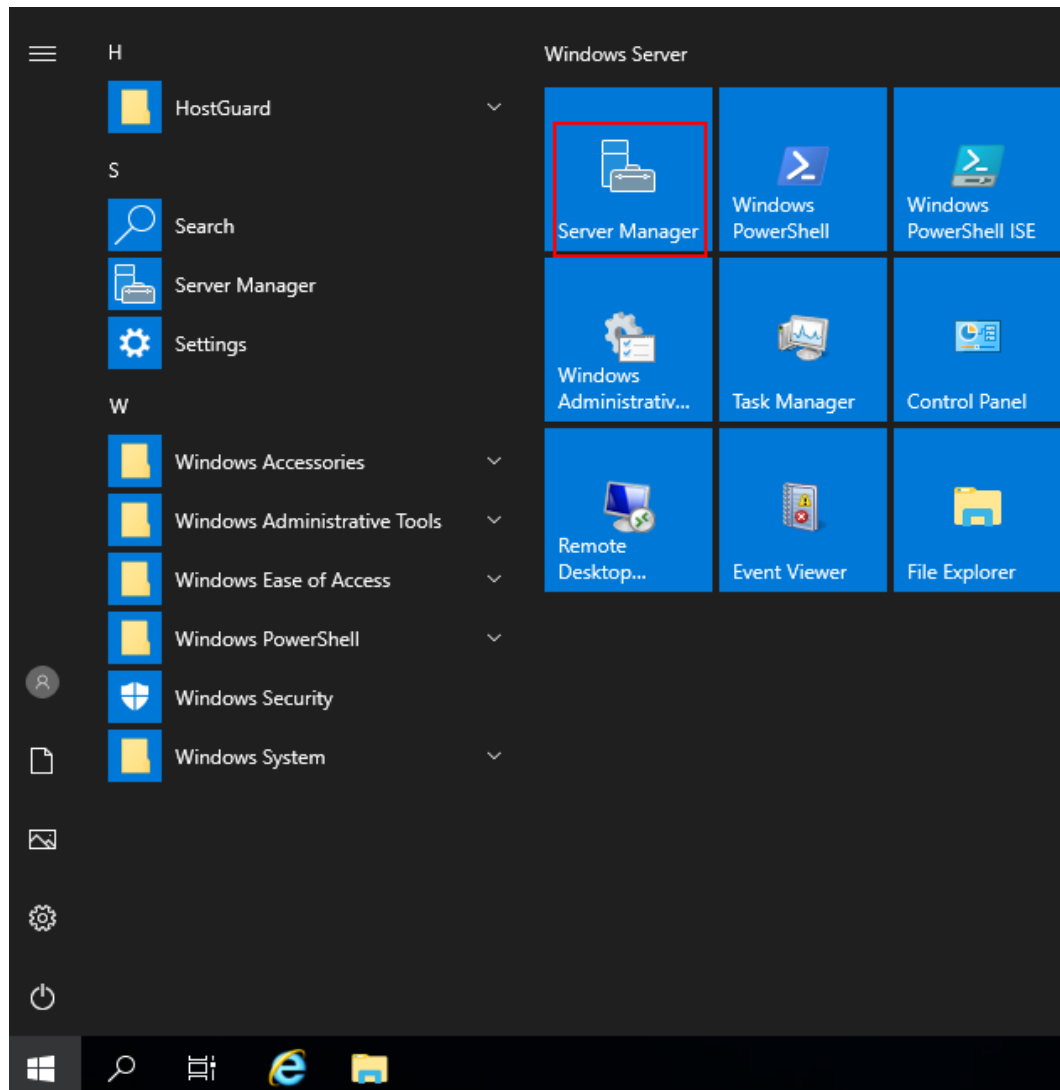 H
HostGuard
S
Search
Server Manager
Settings
W
Windows Accessories
Windows Administrative Tools
Windows Ease of Access
Windows PowerShell
Windows Security
Windows System
Windows Server
Server Manager
Windows
PowerShell
Windows
PowerShell ISE
Windows
Administrativ...
Task Manager
Control Panel
Remote
Desktop...
Event Viewer
File Explorer